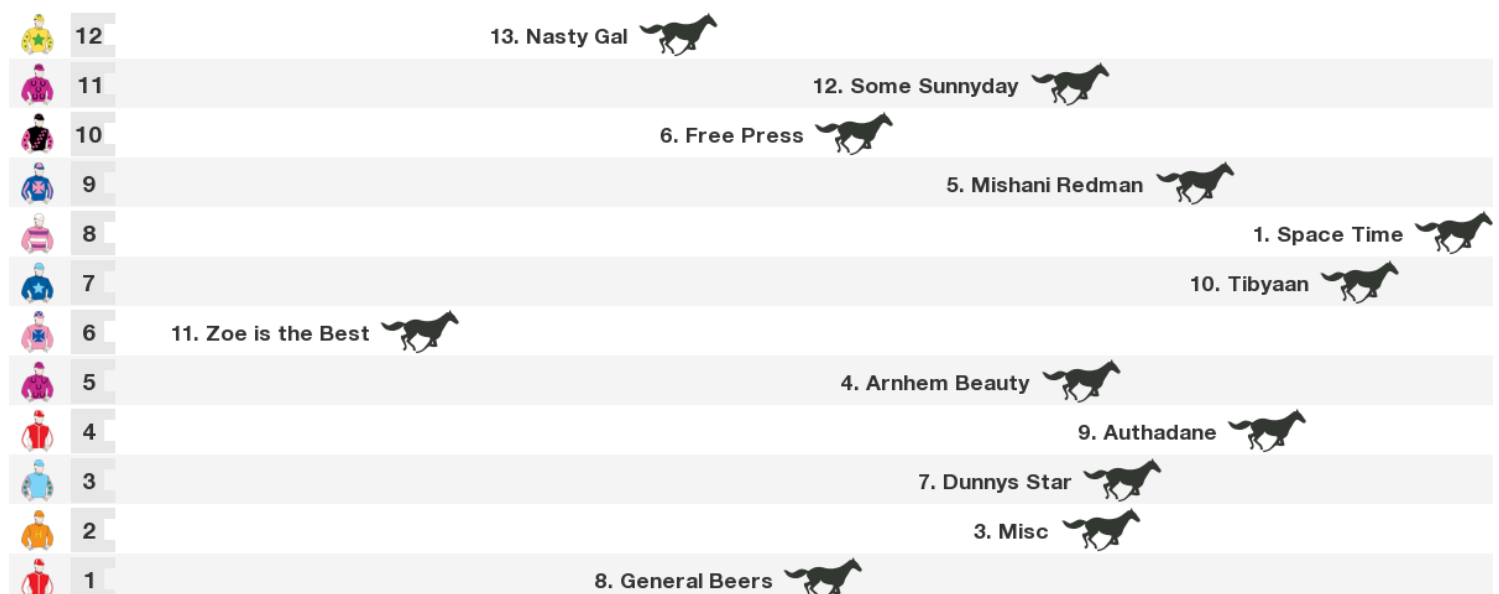 12 13. Nasty Gal
11 12. Some Sunnyday
10 6. Free Press
9 5. Mishani Redman
8 1. Space Time
7 10. Tibyaan
6 11. Zoe is the Best
5 4. Arnhem Beauty
4 9. Authadane
3 7. Dunnys Star
2 3. Misc
1 8. General Beers